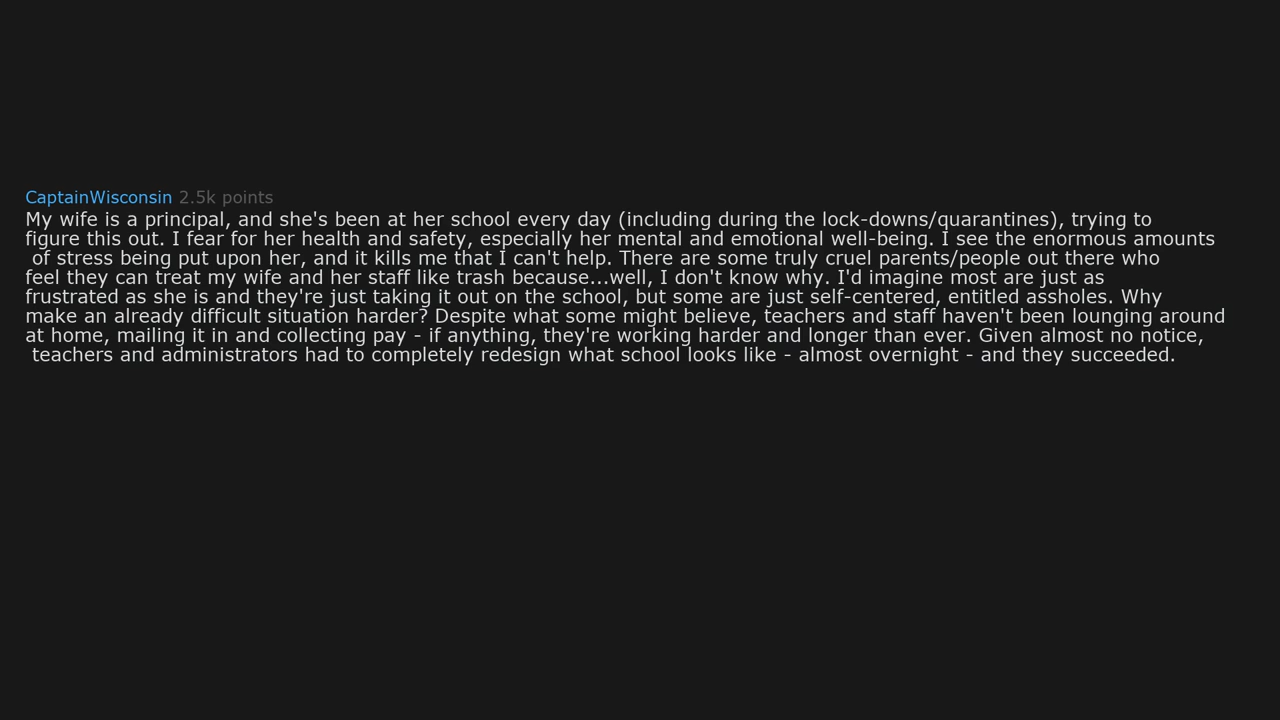 CaptainWisconsin 2.5k points
My wife is a principal, and she's been at her school every day (including during the lock-downs/quarantines), trying to
figure this out. I fear for her health and safety, especially her mental and emotional well-being. I see the enormous amounts
of stress being put upon her, and it kills me that I can't help. There are some truly cruel parents/people out there who
feel they can treat my wife and her staff like trash because...well, I don't know why. I'd imagine most are just as
frustrated as she is and they're just taking it out on the school, but some are just self-centered, entitled assholes. Why
make an already difficult situation harder? Despite what some might believe, teachers and staff haven't been lounging around
at home, mailing it in and collecting pay - if anything, they're working harder and longer than ever. Given almost no notice,
teachers and administrators had to completely redesign what school looks like - almost overnight - and they succeeded.